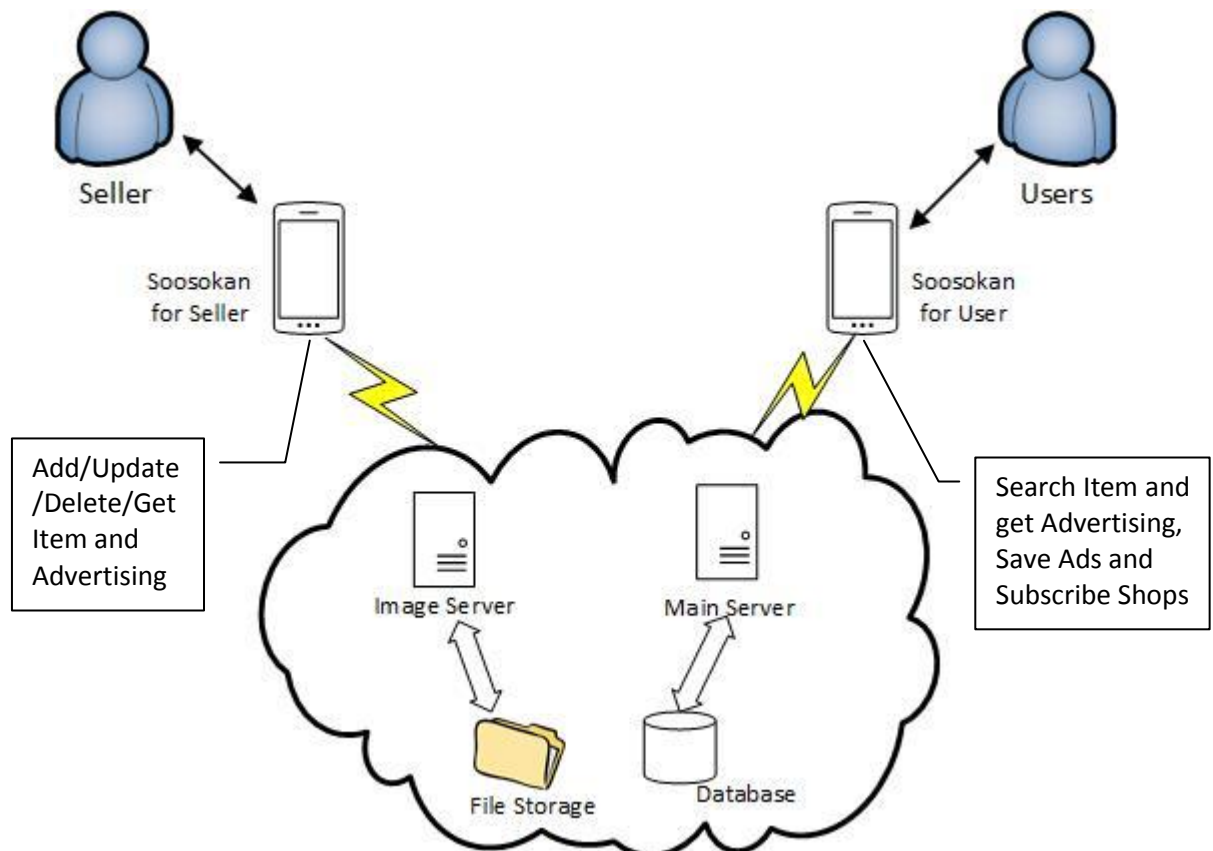 Seller
Users
Soosokan
for Seller
Soosokan
for User
Add/Update
/Delete/Get
Item and
Advertising
Search Item and
get Advertising,
Save Ads and
Subscribe Shops
Image Server
Main Server
File Storage
Database